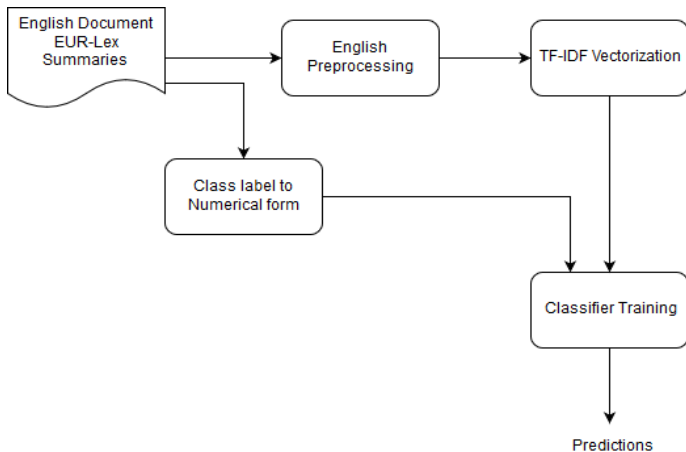 English Document
EUR-Lex
Summaries
English
Preprocessing
TF-IDF Vectorization
Class label to
Numerical form
Classifier Training
Predictions